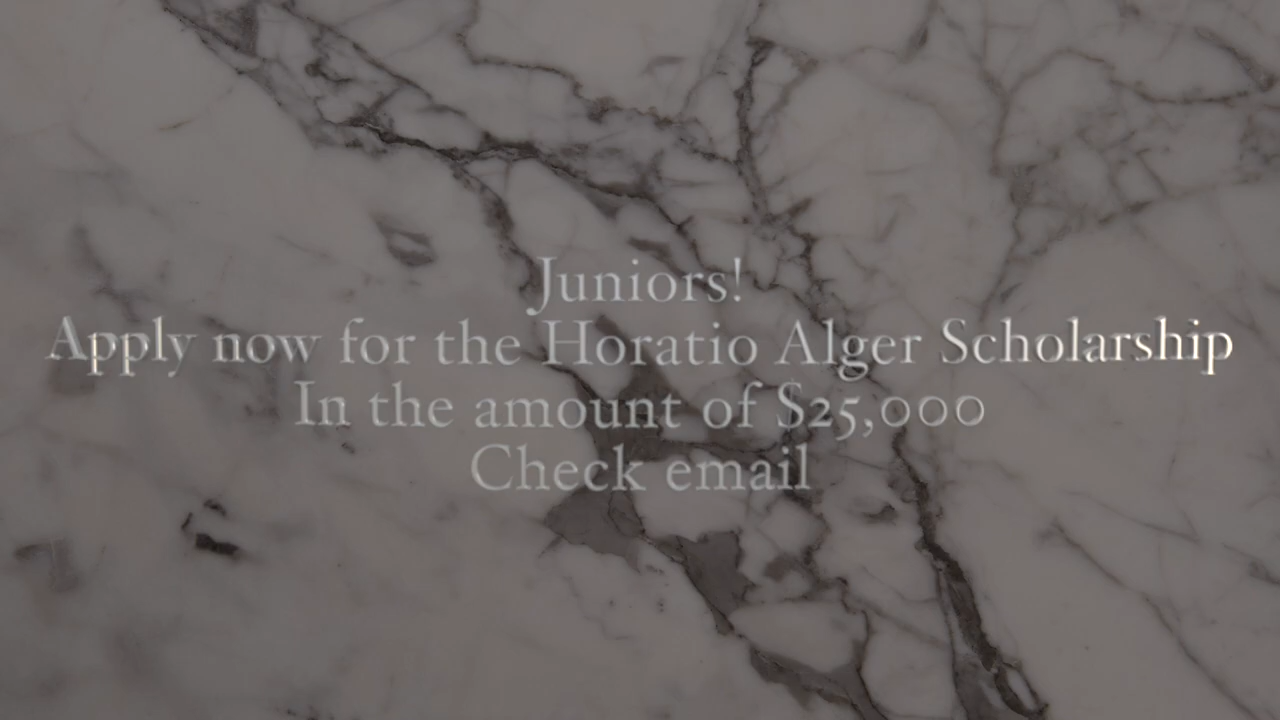 Juniors!
Apply now for the Horatio Alger Scholarship
In the amount of $25,000
Check email